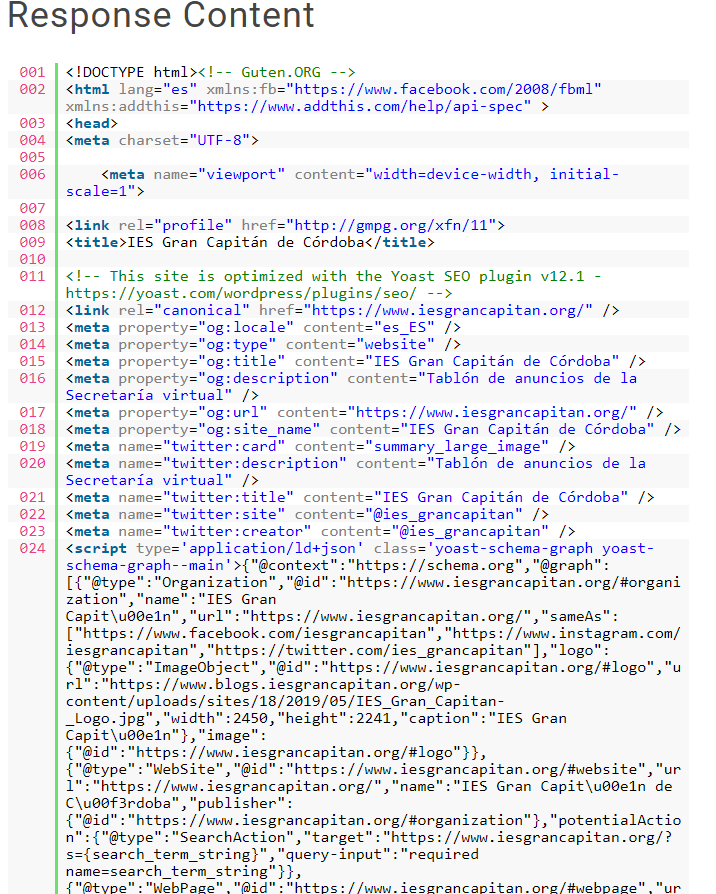 Response Content
001 <!DOCTYPE html><!-- Guten.ORG -->
002 <html lang="es" xmlns:fb="https://www.facebook.com/2008/fbml"
xmlns:addthis="https://www.addthis.com/help/api-spec" >
003 <head>
004 <meta charset="UTF-8">
005
006 <meta name="viewport" content="width=device-width, initial-
scale=1">
007
008 <link rel="profile" href="http://gmpg.org/xfn/11">
009 <title>IES Gran Capitán de Córdoba</title>
010
011 <!-- This site is optimized with the Yoast SEO plugin v12.1 -
https://yoast.com/wordpress/plugins/seo/ -->
012 <link rel="canonical" href="https://www.iesgrancapitan.org/" />
013 <meta property="og:locale" content="es_ES" />
014 <meta property="og:type" content="website" />
015 <meta property="og:title" content="IES Gran Capitán de Córdoba" />
016 <meta property="og:description" content="Tablón de anuncios de la
Secretaría virtual" />
017 <meta property="og:url" content="https://www.iesgrancapitan.org/" />
018 <meta property="og:site_name" content="IES Gran Capitán de Córdoba" />
019 <meta name="twitter:card" content="summary_large_image" />
020 <meta name="twitter:description" content="Tablón de anuncios de la
Secretaría virtual" />
021 <meta name="twitter:title" content="IES Gran Capitán de Córdoba" />
022 <meta name="twitter:site" content="@ies_grancapitan" />
023 <meta name="twitter:creator" content="@ies_grancapitan" />
024 <script type='application/ld+json' class='yoast-schema-graph yoast-
schema-graph--main'>{"@context":"https://schema.org","@graph":
[{"@type":"Organization","@id":"https://www.iesgrancapitan.org/#organi
zation","name":"IES Gran
Capit\u00e1n","url":"https://www.iesgrancapitan.org/","sameAs":
["https://www.facebook.com/iesgrancapitan","https://www.instagram.com/
iesgrancapitan","https://twitter.com/ies_grancapitan"],"logo":
{"@type":"ImageObject","@id":"https://www.iesgrancapitan.org/#logo","u
rl":"https://www.blogs.iesgrancapitan.org/wp-
content/uploads/sites/18/2019/05/IES_Gran_Capitan-
_Logo.jpg","width":2450,"height":2241,"caption":"IES Gran
Capit\u00e1n"},"image":
{"@id":"https://www.iesgrancapitan.org/#logo"}},
{"@type":"WebSite","@id":"https://www.iesgrancapitan.org/#website","ur
l":"https://www.iesgrancapitan.org/","name":"IES Gran Capit\u00e1n de
C\u00f3rdoba","publisher":
{"@id":"https://www.iesgrancapitan.org/#organization"},"potentialActio
n":{"@type":"SearchAction","target":"https://www.iesgrancapitan.org/?
s={search_term_string}","query-input":"required
name=search_term_string"}},
{"@type":"WebPage","@id":"https://www.iesgrancapitan.org/#webpage","ur